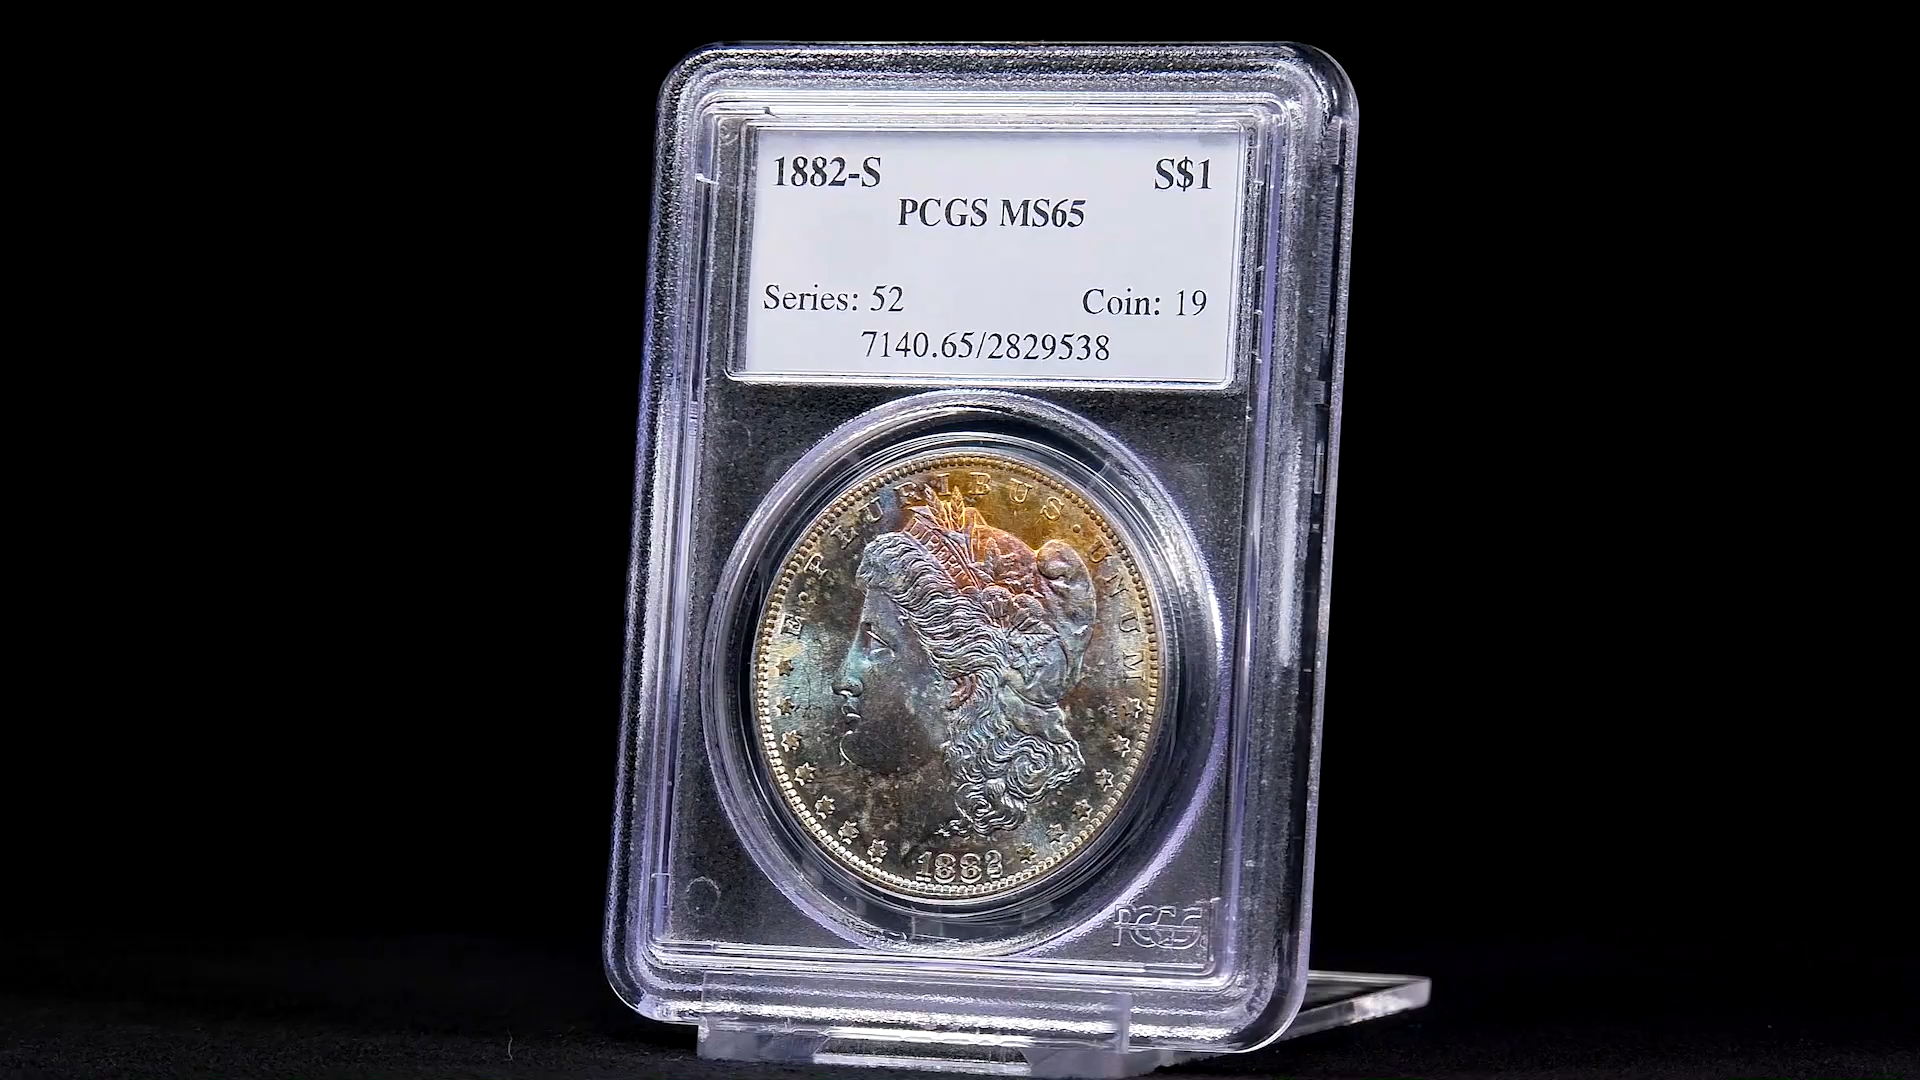 1882-S S$1
PCGS MS65
Series: 52 Coin: 19
7140.65/2829538
E·PLURIBUS·UNUM
LIBERTY
1882
PCGS